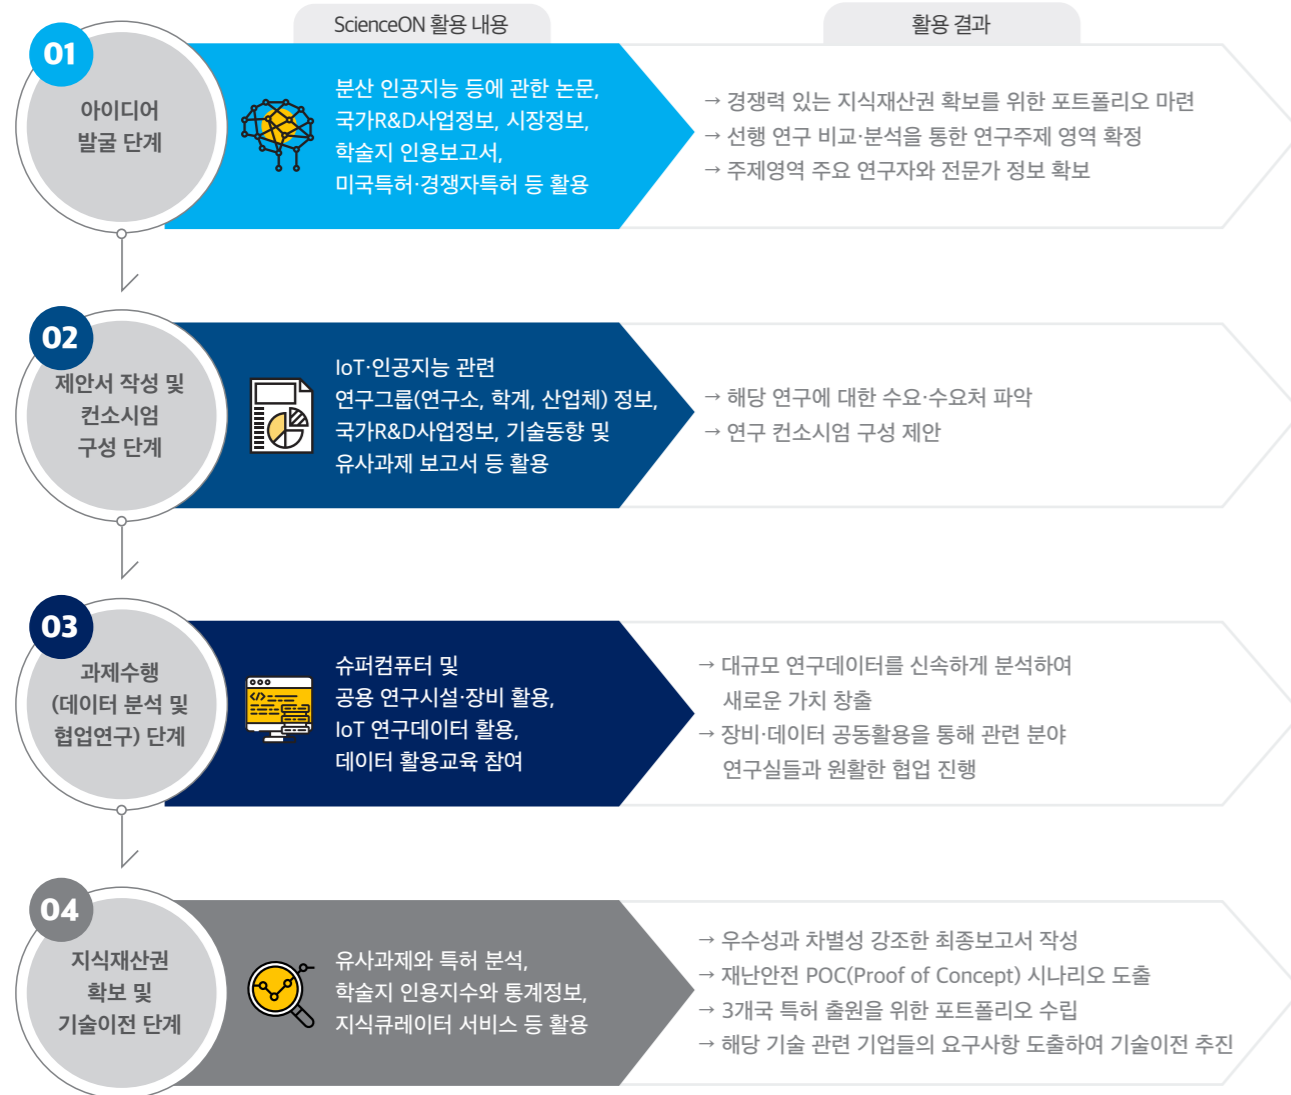 ScienceON 활용 내용
활용 결과
01
아이디어
발굴 단계
분산 인공지능 등에 관한 논문,
국가R&D사업정보, 시장정보,
학술지 인용보고서,
미국특허·경쟁자특허 등 활용
→ 경쟁력 있는 지식재산권 확보를 위한 포트폴리오 마련
→ 선행 연구 비교·분석을 통한 연구주제 영역 확정
→ 주제영역 주요 연구자와 전문가 정보 확보
02
제안서 작성 및
컨소시엄
구성 단계
IoT·인공지능 관련
연구그룹(연구소, 학계, 산업체) 정보,
국가R&D사업정보, 기술동향 및
유사과제 보고서 등 활용
→ 해당 연구에 대한 수요·수요처 파악
→ 연구 컨소시엄 구성 제안
03
과제수행
(데이터 분석 및
협업연구) 단계
슈퍼컴퓨터 및
공용 연구시설·장비 활용,
IoT 연구데이터 활용,
데이터 활용교육 참여
→ 대규모 연구데이터를 신속하게 분석하여
새로운 가치 창출
→ 장비·데이터 공동활용을 통해 관련 분야
연구실들과 원활한 협업 진행
04
지식재산권
확보 및
기술이전 단계
유사과제와 특허 분석,
학술지 인용지수와 통계정보,
지식큐레이터 서비스 등 활용
→ 우수성과 차별성 강조한 최종보고서 작성
→ 재난안전 POC(Proof of Concept) 시나리오 도출
→ 3개국 특허 출원을 위한 포트폴리오 수립
→ 해당 기술 관련 기업들의 요구사항 도출하여 기술이전 추진